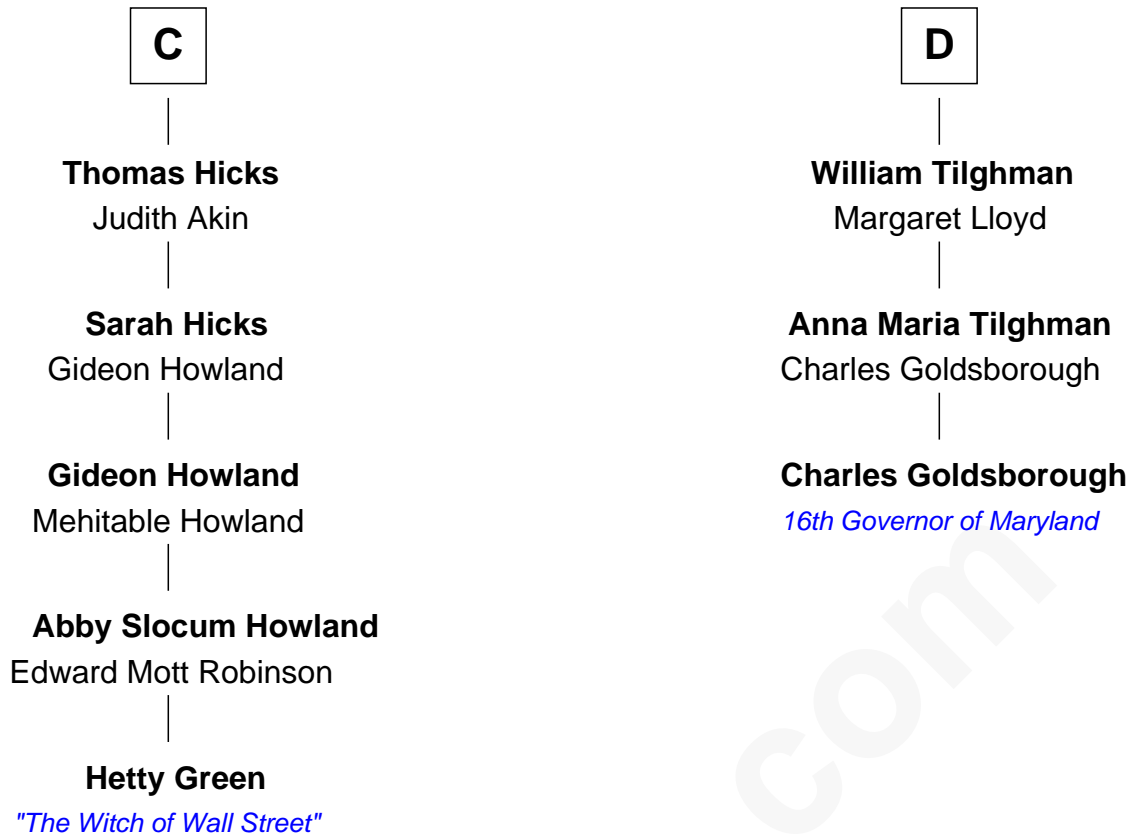 C
Thomas Hicks
Judith Akin
Sarah Hicks
Gideon Howland
Gideon Howland
Mehitable Howland
Abby Slocum Howland
Edward Mott Robinson
Hetty Green
"The Witch of Wall Street"
D
William Tilghman
Margaret Lloyd
Anna Maria Tilghman
Charles Goldsborough
Charles Goldsborough
16th Governor of Maryland
com